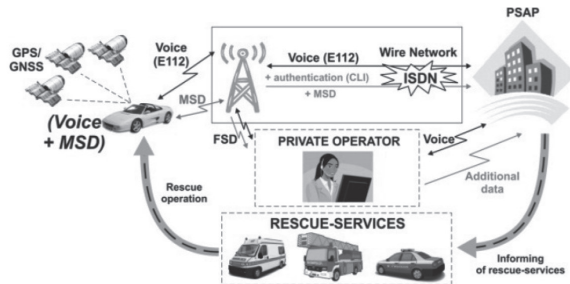 PSAP
GPS/
GNSS
Voice
(E112)
Voice (E112)
Wire Network
+ authentication (CLI)
ISDN
+ MSD
MSD
(Voice
+ MSD)
FSD
PRIVATE OPERATOR
Voice
Additional
data
Rescue
operation
RESCUE-SERVICES
Informing
of rescue-services